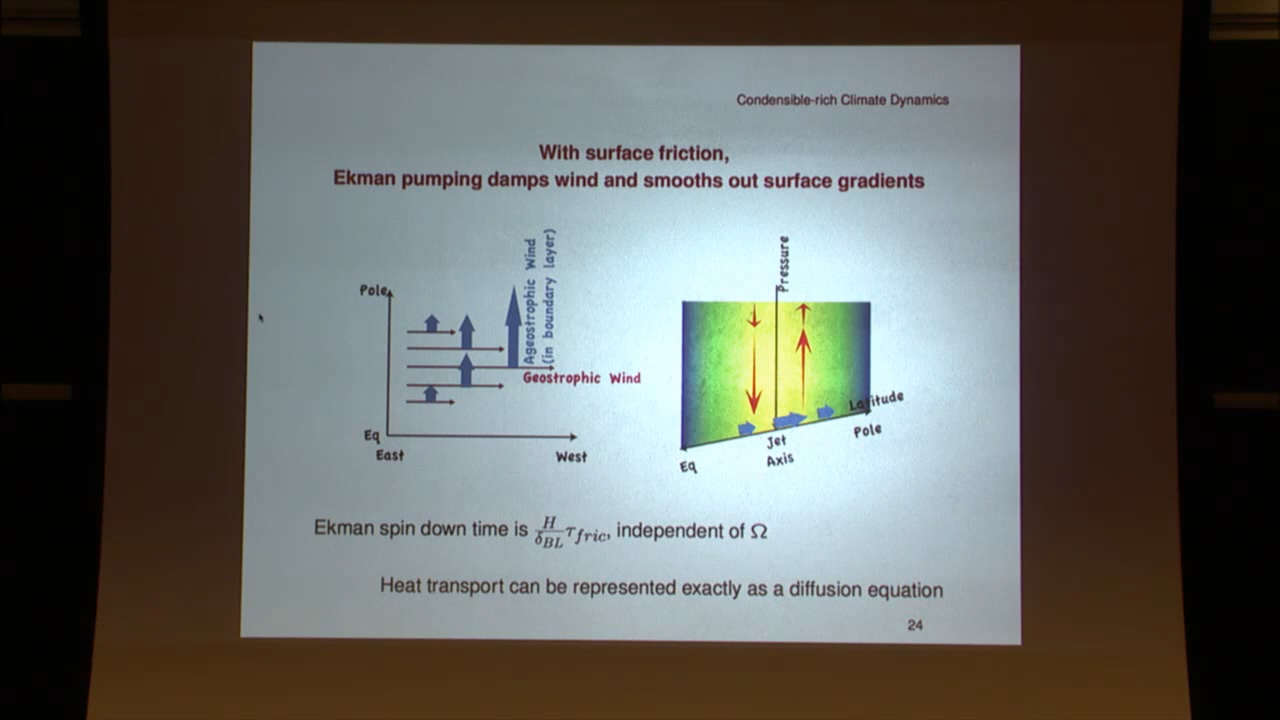 Condensible-rich Climate Dynamics
With surface friction,
Ekman pumping damps wind and smooths out surface gradients
Pole
Ageostrophic Wind
(in boundary layer)
Geostrophic Wind
Eq
East
West
Pressure
Latitude
Pole
Jet
Axis
Eq
Ekman spin down time is H/δ_BL τ_fric, independent of Ω
Heat transport can be represented exactly as a diffusion equation
24